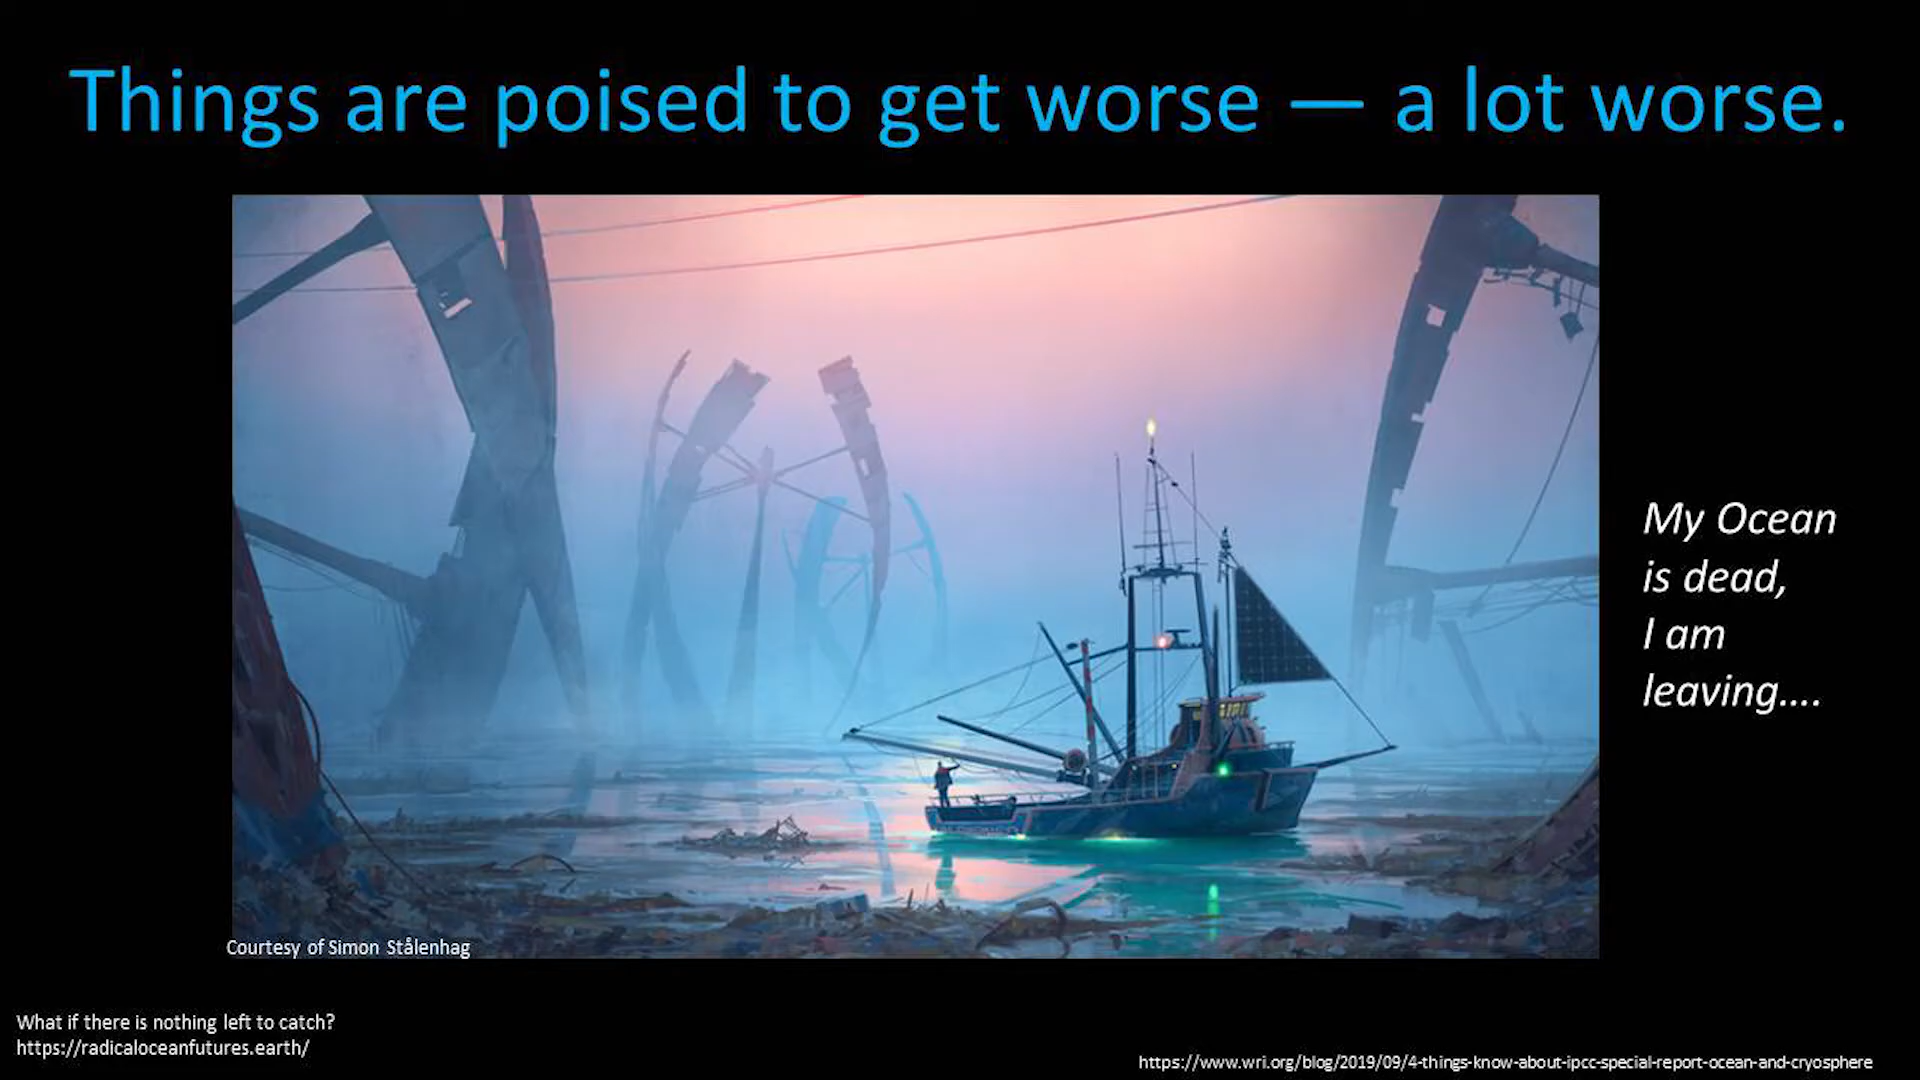 Things are poised to get worse — a lot worse.
My Ocean
is dead,
I am
leaving....
Courtesy of Simon Stålenhag
What if there is nothing left to catch?
https://radicaloceanfutures.earth/
https://www.wri.org/blog/2019/09/4-things-know-about-ipcc-special-report-ocean-and-cryosphere